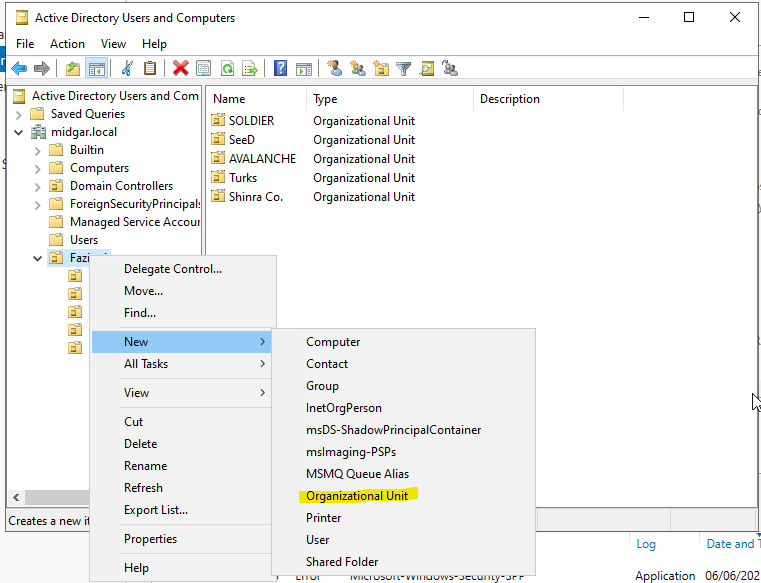 Active Directory Users and Computers
File Action View Help
Active Directory Users and Com
Saved Queries
midgar.local
Builtin
Computers
Domain Controllers
ForeignSecurityPrincipals
Managed Service Accour
Users
Name Type Description
SOLDIER Organizational Unit
SeeD Organizational Unit
AVALANCHE Organizational Unit
Turks Organizational Unit
Shinra Co. Organizational Unit
Delegate Control...
Move...
Find...
New
All Tasks
View
Cut
Delete
Rename
Refresh
Export List...
Properties
Help
Computer
Contact
Group
InetOrgPerson
msDS-ShadowPrincipalContainer
msImaging-PSPs
MSMQ Queue Alias
Organizational Unit
Printer
User
Shared Folder
Creates a new it
Log Date and T
Error Microsoft-Windows-Security-SPP Application 06/06/202